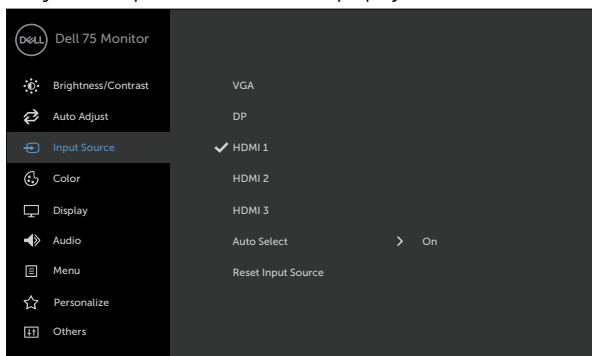 DELL Dell 75 Monitor
Brightness/Contrast VGA
Auto Adjust DP
Input Source HDMI 1
Color HDMI 2
Display HDMI 3
Audio Auto Select On
Menu Reset Input Source
Personalize
Others